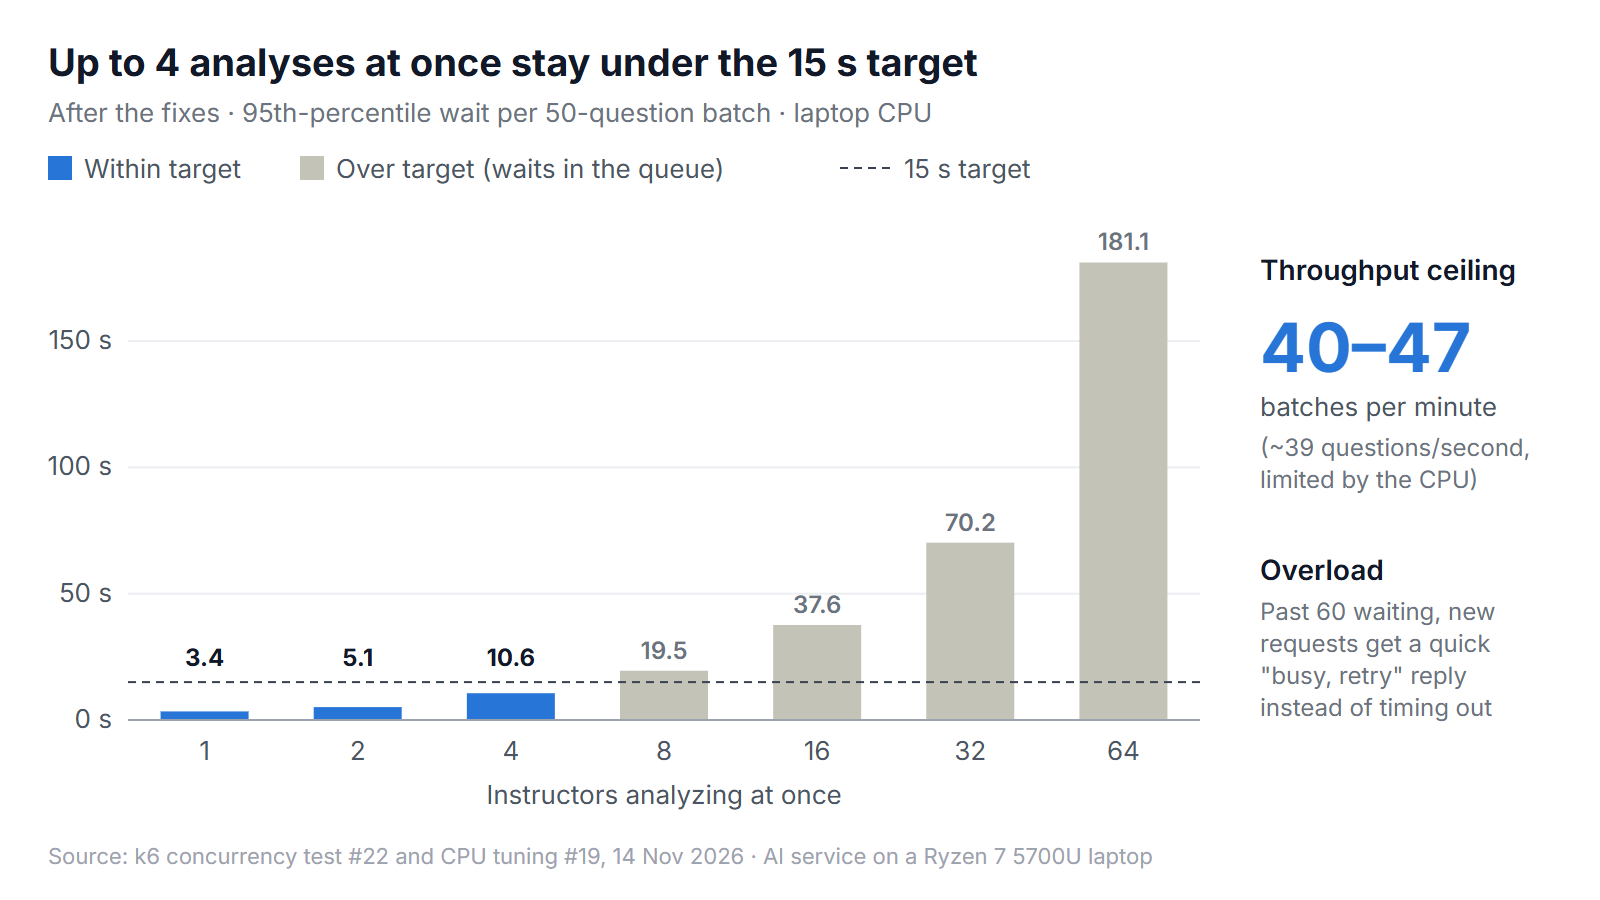 Up to 4 analyses at once stay under the 15 s target
After the fixes · 95th-percentile wait per 50-question batch · laptop CPU
Within target
Over target (waits in the queue)
15 s target
150 s
100 s
50 s
0 s
3.4
5.1
10.6
19.5
37.6
70.2
181.1
1
2
4
8
16
32
64
Instructors analyzing at once
Throughput ceiling
40–47
batches per minute
(~39 questions/second,
limited by the CPU)
Overload
Past 60 waiting, new
requests get a quick
"busy, retry" reply
instead of timing out
Source: k6 concurrency test #22 and CPU tuning #19, 14 Nov 2026 · AI service on a Ryzen 7 5700U laptop